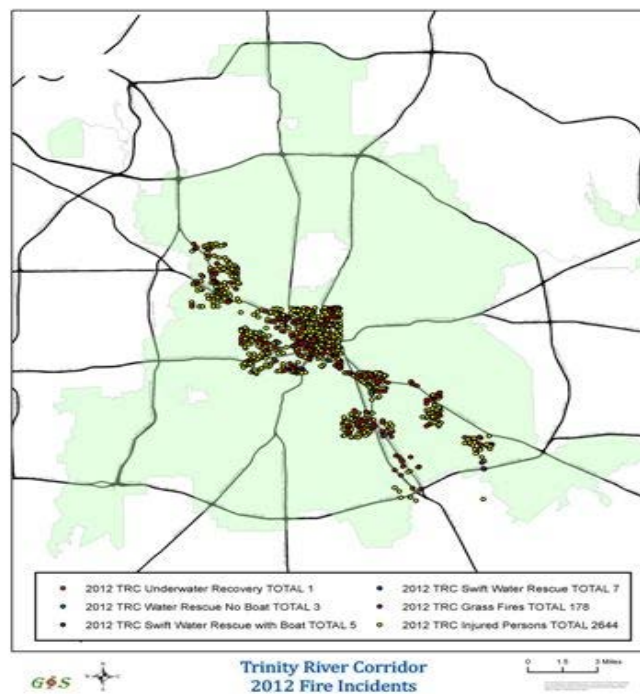 2012 TRC Underwater Recovery TOTAL 1
2012 TRC Water Rescue No Boat TOTAL 3
2012 TRC Swift Water Rescue with Boat TOTAL 5
2012 TRC Swift Water Rescue TOTAL 7
2012 TRC Grass Fires TOTAL 178
2012 TRC Injured Persons TOTAL 2644
Trinity River Corridor
2012 Fire Incidents
0 1.5 3 Miles